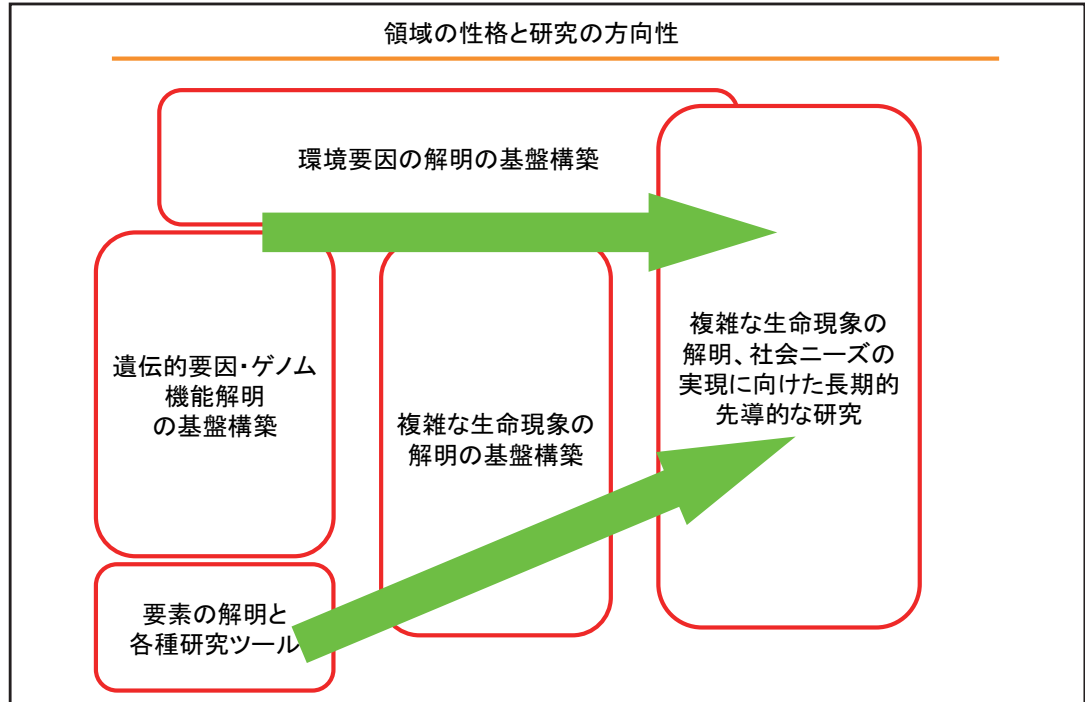 領域の性格と研究の方向性
環境要因の解明の基盤構築
遺伝的要因・ゲノム
機能解明
の基盤構築
複雑な生命現象の
解明の基盤構築
複雑な生命現象の
解明、社会ニーズの
実現に向けた長期的
先導的な研究
要素の解明と
各種研究ツール